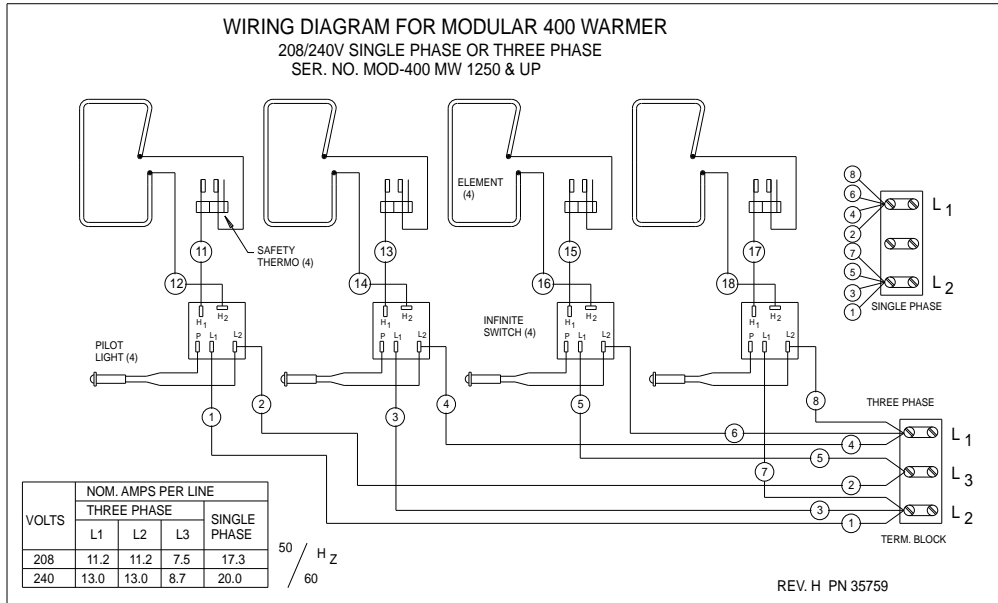 WIRING DIAGRAM FOR MODULAR 400 WARMER
208/240V SINGLE PHASE OR THREE PHASE
SER. NO. MOD-400 MW 1250 & UP
ELEMENT
(4)
SAFETY
THERMO (4)
11
12
13
14
15
16
17
18
H1 H2
P L1 L2
H1 H2
P L1 L2
H1 H2
P L1 L2
H1 H2
P L1 L2
PILOT
LIGHT (4)
INFINITE
SWITCH (4)
8
6
4
2
7
5
3
1
L1
L2
SINGLE PHASE
1
2
3
4
5
6
7
8
THREE PHASE
4
5
2
3
1
L1
L3
L2
TERM. BLOCK
VOLTS
NOM. AMPS PER LINE
THREE PHASE
SINGLE
PHASE
L1 L2 L3
208 11.2 11.2 7.5 17.3
240 13.0 13.0 8.7 20.0
50 / 60 HZ
REV. H PN 35759